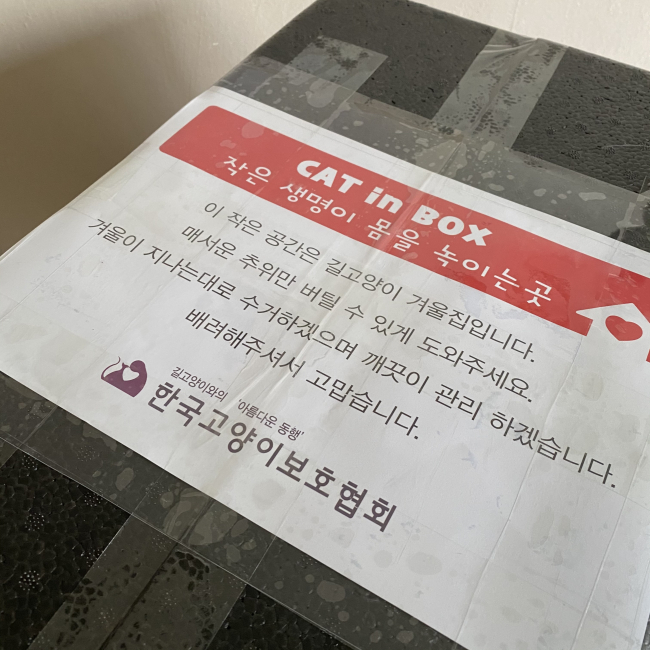 CAT in BOX
작은 생명이 몸을 녹이는곳
이 작은 공간은 길고양이 겨울집입니다.
매서운 추위만 버틸 수 있게 도와주세요.
겨울이 지나는대로 수거하겠으며 깨끗이 관리 하겠습니다.
배려해주셔서 고맙습니다.
길고양이와의 '아름다운 동행'
한국고양이보호협회